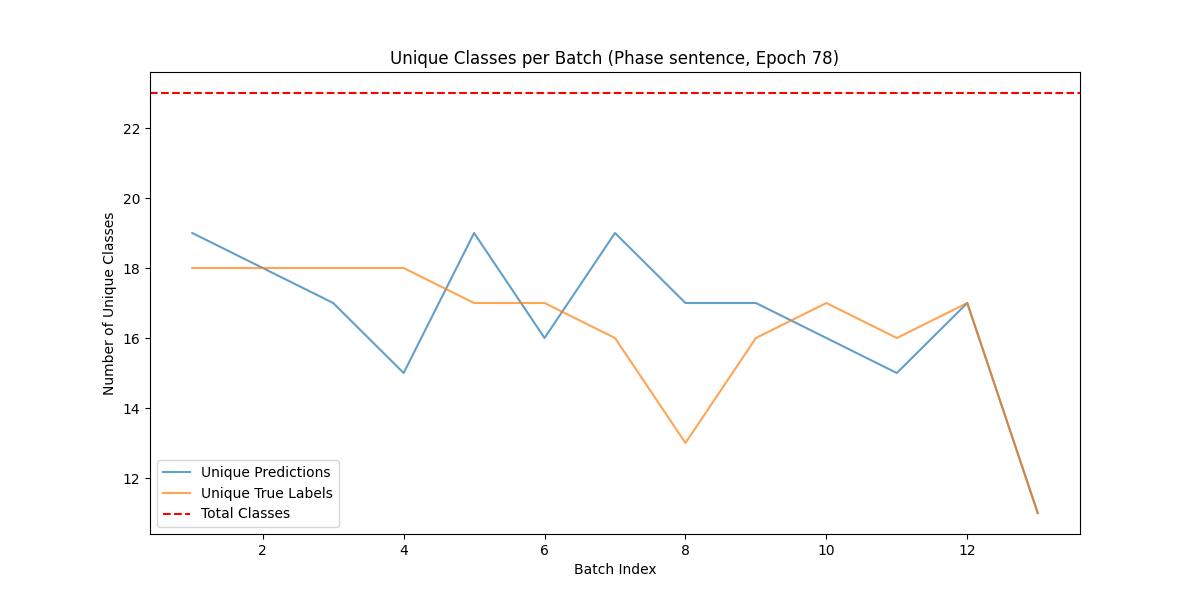 Unique Classes per Batch (Phase sentence, Epoch 78)
Number of Unique Classes
22
20
18
16
14
12
Unique Predictions
Unique True Labels
Total Classes
2 4 6 8 10 12
Batch Index